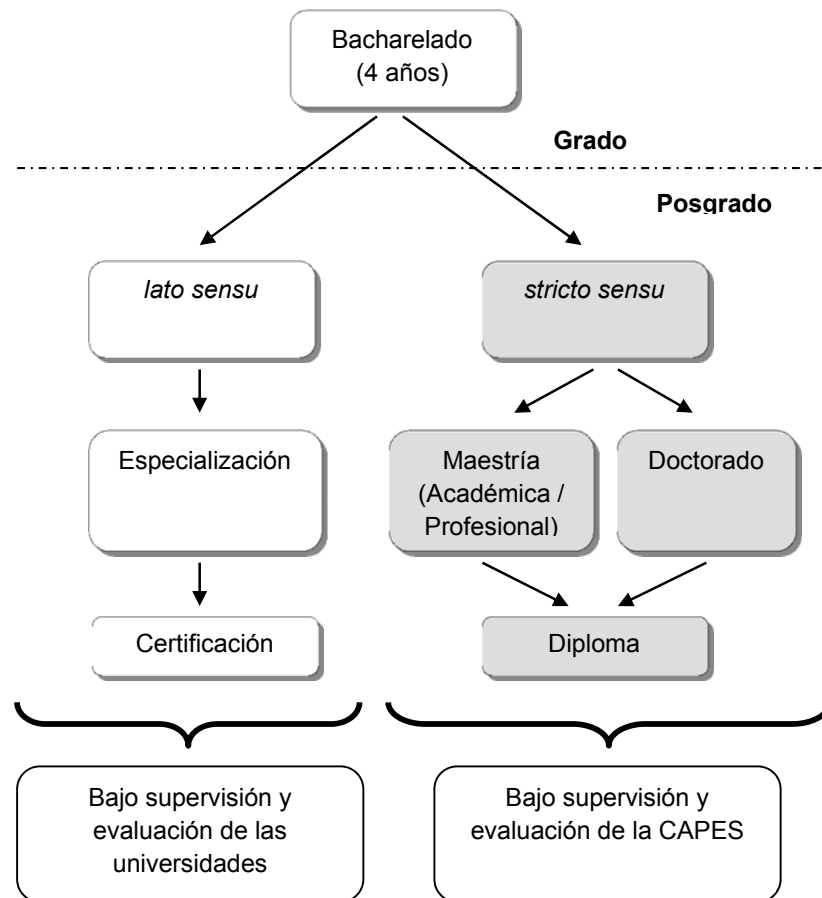 Bacharelado
(4 años)
Grado
Posgrado
lato sensu
stricto sensu
Especialización
Maestría
(Académica /
Profesional)
Doctorado
Certificación
Diploma
Bajo supervisión y
evaluación de las
universidades
Bajo supervisión y
evaluación de la CAPES